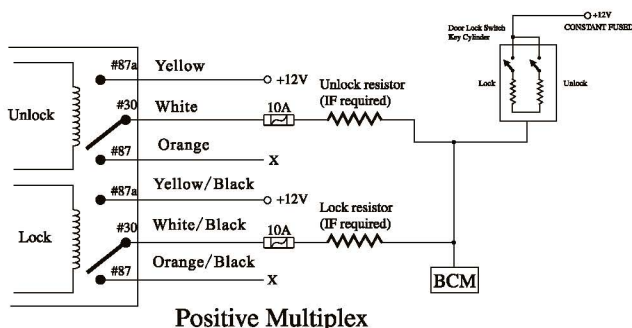 Door Lock Switch
Key Cylinder
+12V
CONSTANT FUSED
Lock
Unlock
#87a
Yellow
+12V
Unlock
#30
White
10A
Unlock resistor
(IF required)
#87
Orange
X
#87a
Yellow/Black
+12V
Lock
#30
White/Black
10A
Lock resistor
(IF required)
#87
Orange/Black
X
BCM
Positive Multiplex